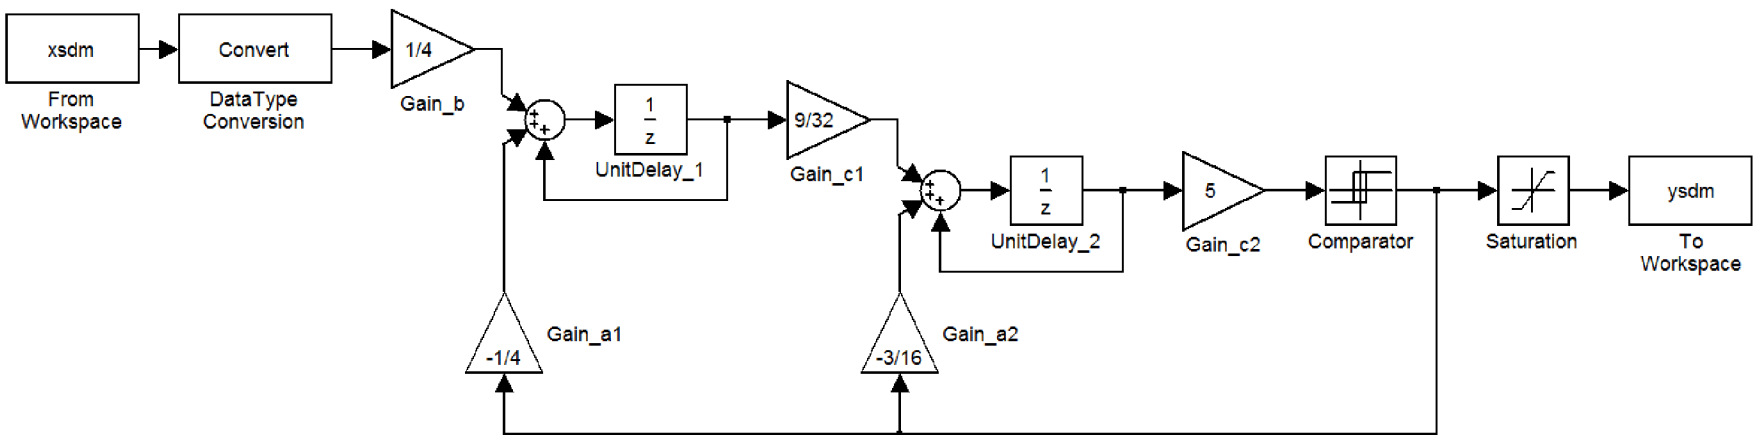 xsdm
From
Workspace
Convert
DataType
Conversion
1/4
Gain_b
+
+
+
1
z
UnitDelay_1
9/32
Gain_c1
+
+
+
1
z
UnitDelay_2
5
Gain_c2
Comparator
Saturation
ysdm
To
Workspace
-1/4
Gain_a1
-3/16
Gain_a2